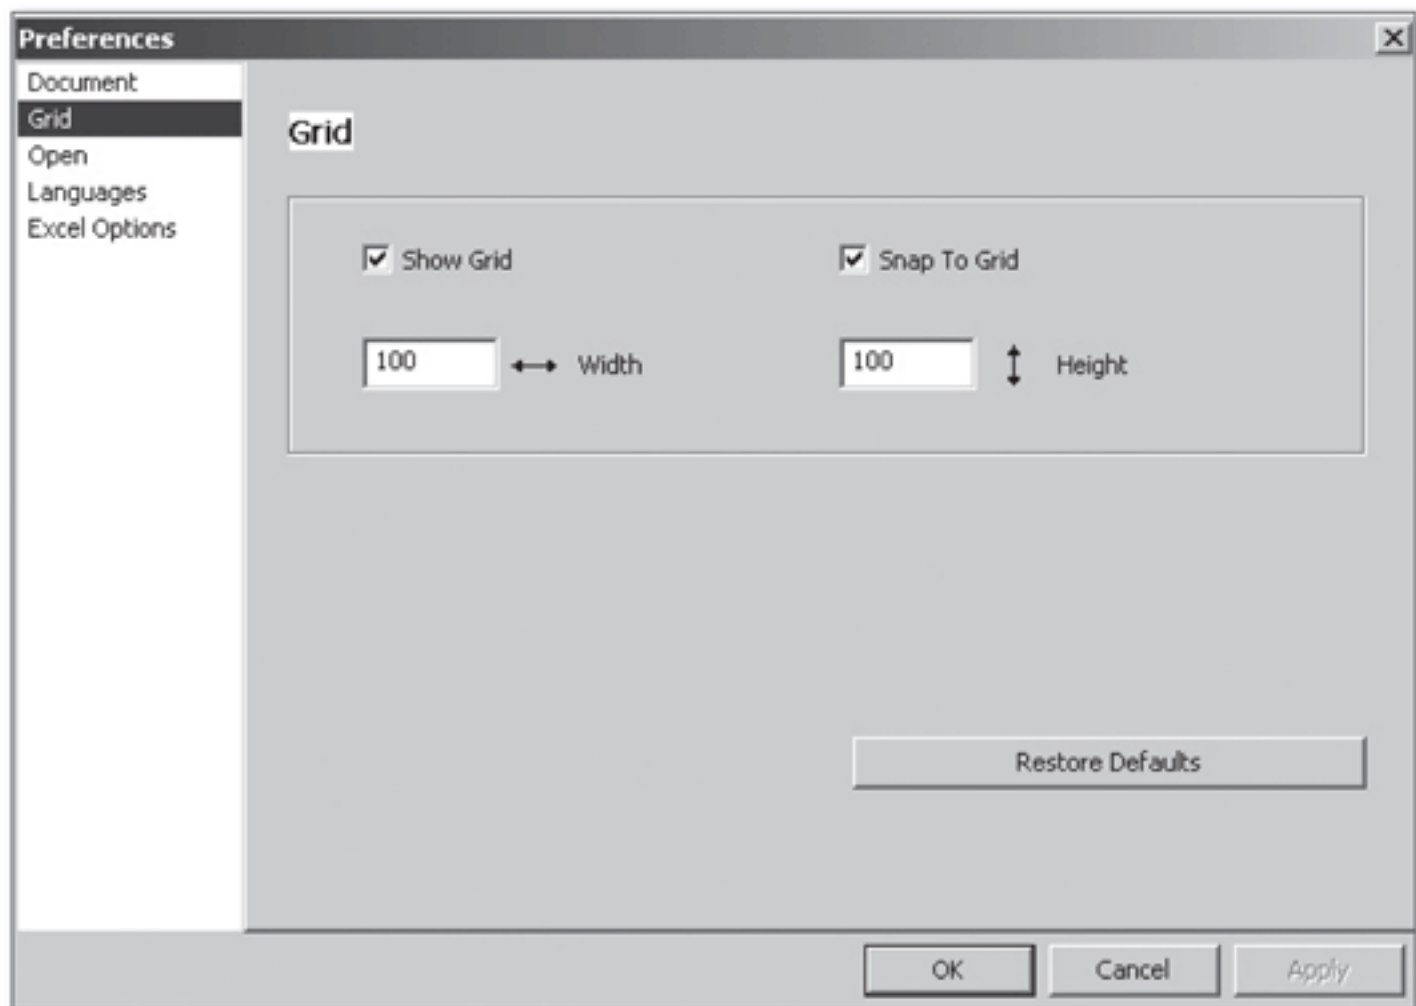 Preferences
Document
Grid
Open
Languages
Excel Options
Grid
Show Grid
Snap To Grid
100
Width
100
Height
Restore Defaults
OK
Cancel
Apply